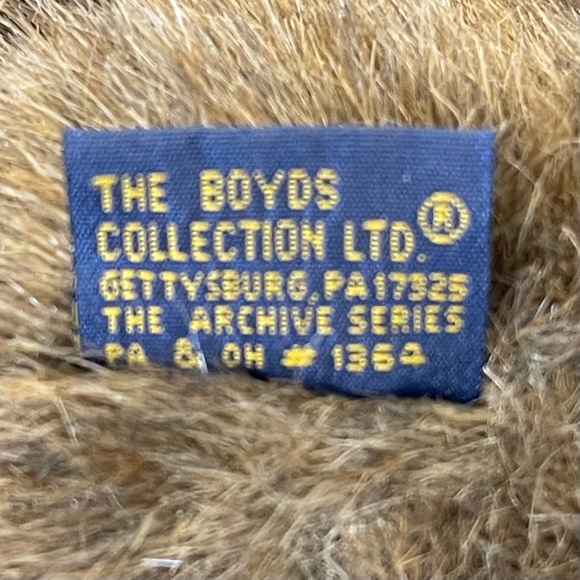 THE BOYDS
COLLECTION LTD.®
GETTYSBURG, PA 17325
THE ARCHIVE SERIES
PA & OH # 1364